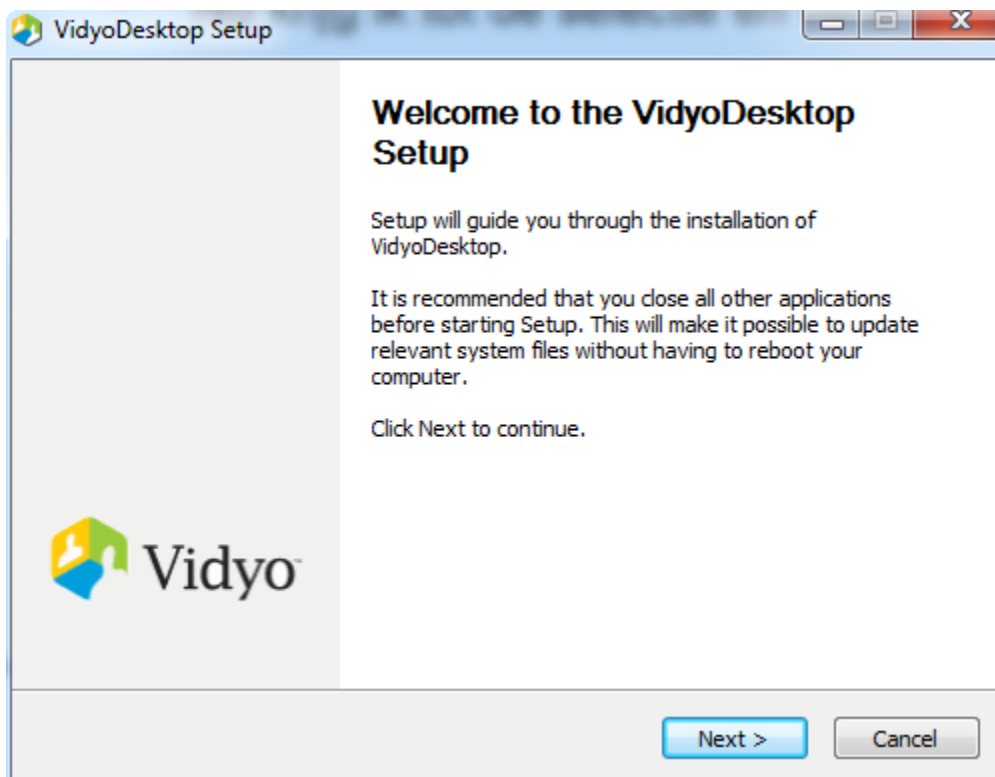 VidyoDesktop Setup
Welcome to the VidyoDesktop
Setup
Setup will guide you through the installation of
VidyoDesktop.
It is recommended that you close all other applications
before starting Setup. This will make it possible to update
relevant system files without having to reboot your
computer.
Click Next to continue.
Vidyo™
Next >
Cancel